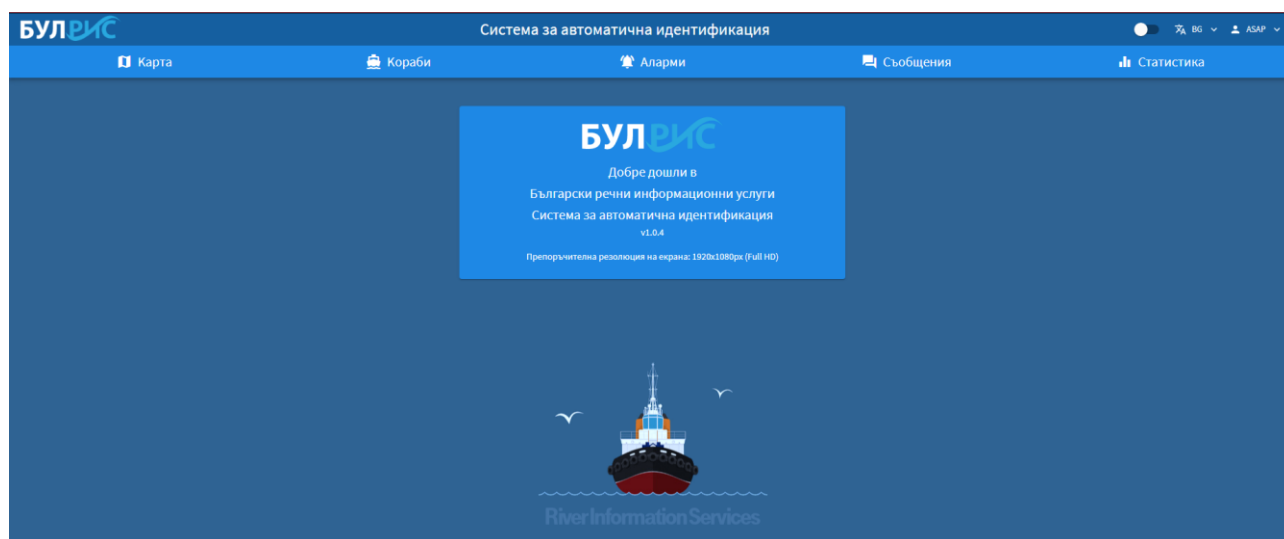 БУЛРИС
Система за автоматична идентификация
BG
ASAP
Карта
Кораби
Аларми
Съобщения
Статистика
БУЛРИС
Добре дошли в
Български речни информационни услуги
Система за автоматична идентификация
v1.0.4
Препоръчителна резолюция на екрана: 1920x1080px (Full HD)
River Information Services